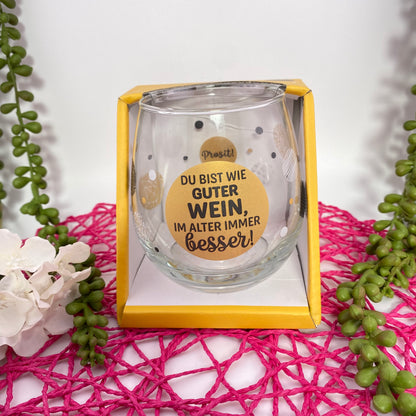 Prosit!
DU BIST WIE
GUTER
WEIN,
IM ALTER IMMER
besser!